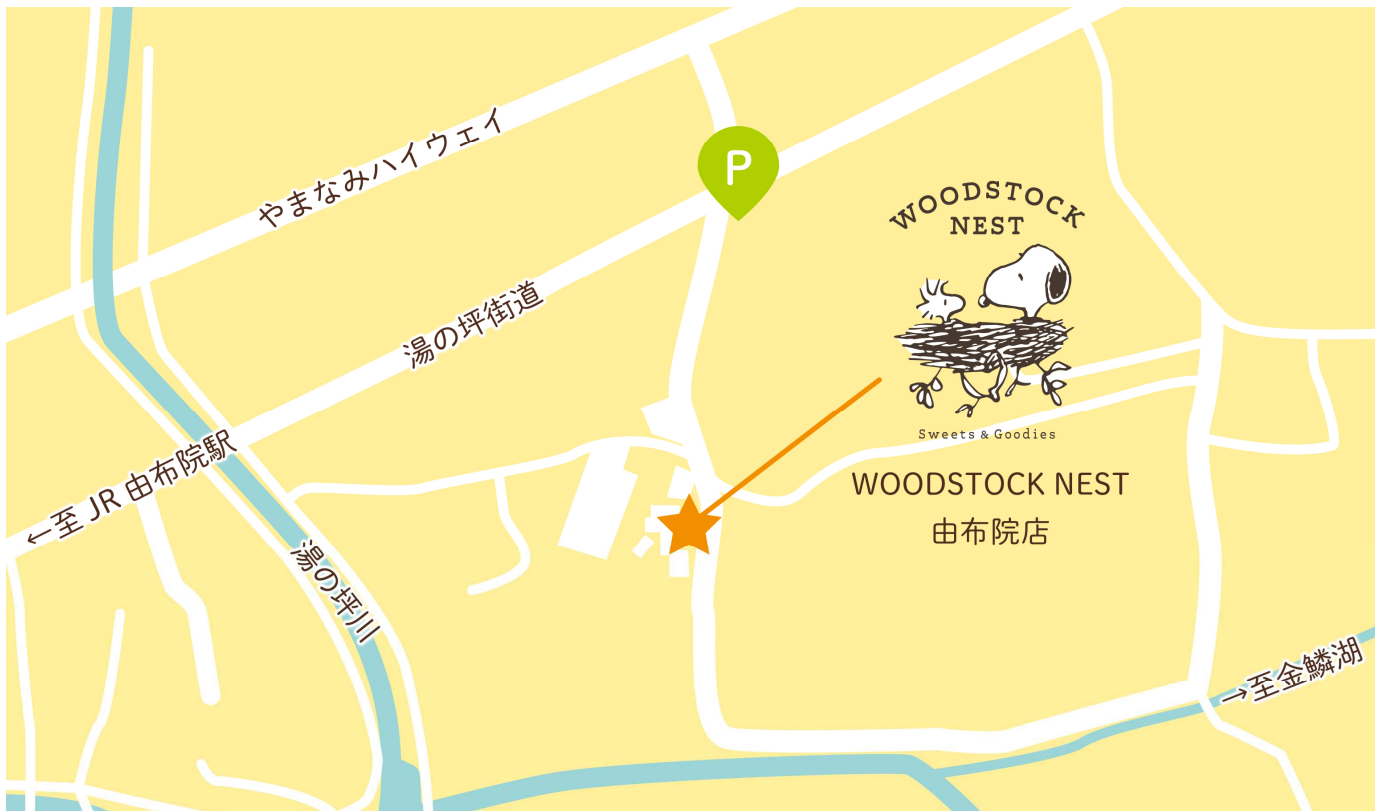 やまなみハイウェイ
P
湯の坪街道
WOODSTOCK
NEST
Sweets & Goodies
WOODSTOCK NEST
由布院店
←至 JR 由布院駅
湯の坪川
→至金鱗湖